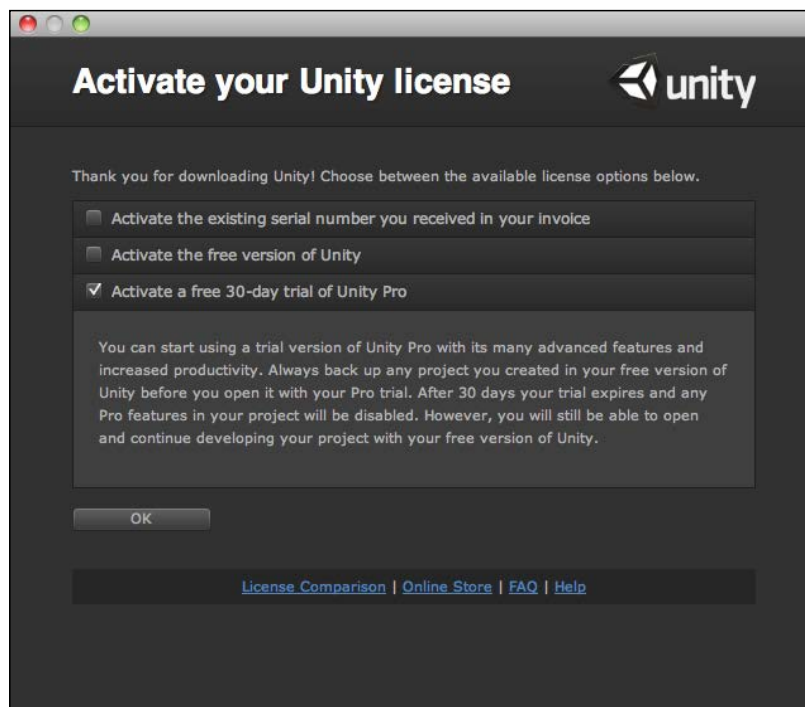 Activate your Unity license
unity
Thank you for downloading Unity! Choose between the available license options below.
Activate the existing serial number you received in your invoice
Activate the free version of Unity
Activate a free 30-day trial of Unity Pro
You can start using a trial version of Unity Pro with its many advanced features and
increased productivity. Always back up any project you created in your free version of
Unity before you open it with your Pro trial. After 30 days your trial expires and any
Pro features in your project will be disabled. However, you will still be able to open
and continue developing your project with your free version of Unity.
OK
License Comparison | Online Store | FAQ | Help